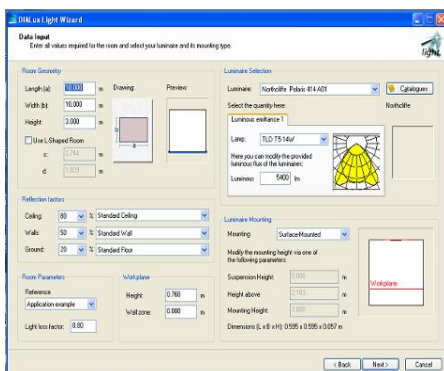 DIALux Light Wizard
Data Input
Enter all values required for the room and select your luminaire and its mounting type.
light
Room Geometry
Length (a): 10.000 m
Drawing:
Preview:
Width (b): 10.000 m
Height: 3.000 m
Use L-Shaped Room
c: m
d: m
Reflection factors
Ceiling: 80 % Standard Ceiling
Walls: 50 % Standard Wall
Ground: 20 % Standard Floor
Room Parameters
Reference
Application example
Light loss factor: 0.80
Workplane
Height: 0.760 m
Wall zone: 0.000 m
Luminaire Selection
Luminaire: Northcliffe Polaris 414 A01
Catalogues
Select the quantity here:
Northcliffe
Luminous emittance 1
Lamp: TLD T5 14w/
Here you can modify the provided
luminous flux of the luminaires:
Luminous: 5400 lm
Luminaire Mounting
Mounting: Surface-Mounted
Modify the mounting height via one of
the following parameters:
Suspension Height: 0.000 m
Height above m
Mounting Height: 3.000 m
Workplane
Dimensions (L x B x H): 0.595 x 0.595 x 0.057 m
< Back
Next >
Cancel